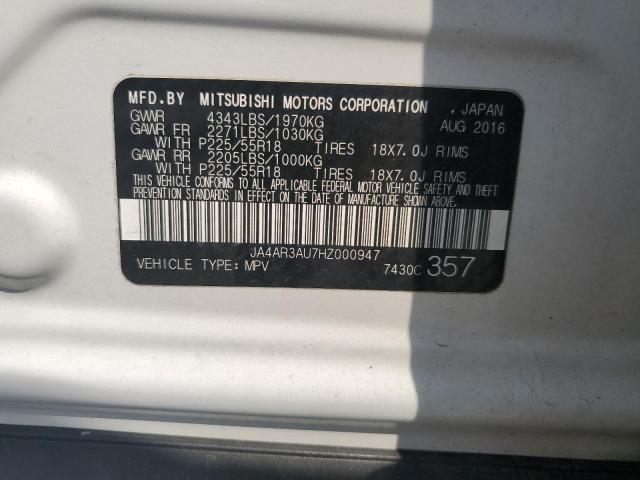 MFD.BY MITSUBISHI MOTORS CORPORATION , JAPAN
GVWR 4343LBS/1970KG AUG 2016
GAWR FR 2271LBS/1030KG
WITH P225/55R18 TIRES 18X7.0J RIMS
GAWR RR 2205LBS/1000KG
WITH P225/55R18 TIRES 18X7.0J RIMS
THIS VEHICLE CONFORMS TO ALL APPLICABLE FEDERAL MOTOR VEHICLE SAFETY AND THEFT
PREVENTION STANDARDS IN EFFECT ON THE DATE OF MANUFACTURE SHOWN ABOVE.
JA4AR3AU7HZ000947
VEHICLE TYPE: MPV 7430C 357